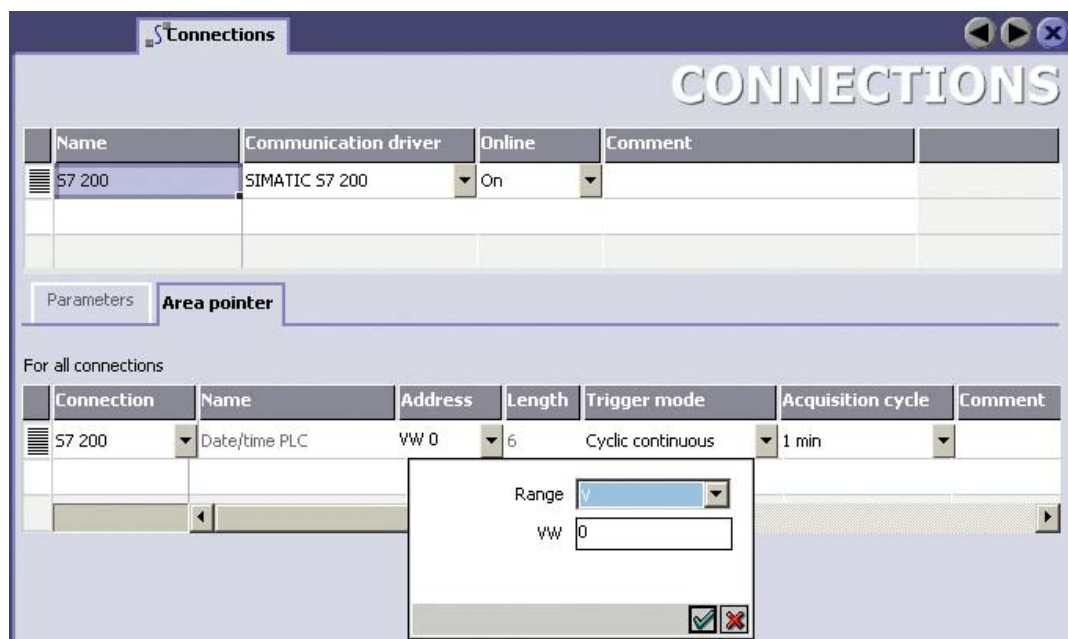 Connections
CONNECTIONS
Name Communication driver Online Comment
S7 200 SIMATIC S7 200 On
Parameters Area pointer
For all connections
Connection Name Address Length Trigger mode Acquisition cycle Comment
S7 200 Date/time PLC VW 0 6 Cyclic continuous 1 min
Range V
VW 0